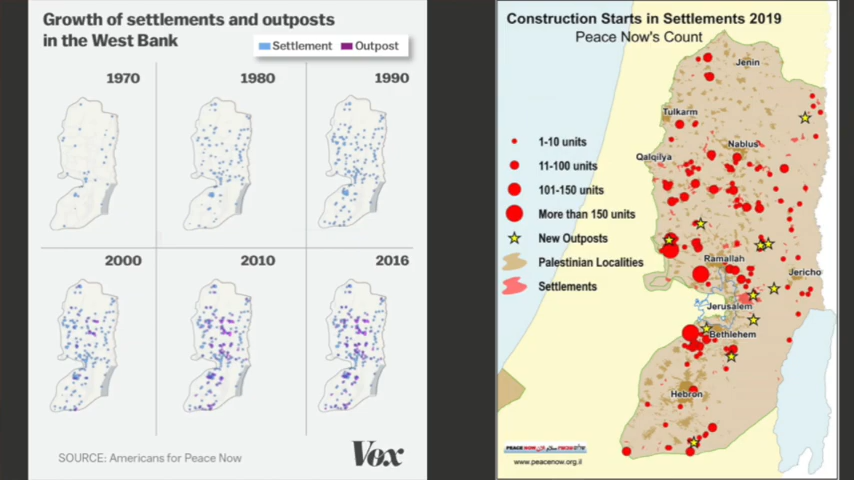 Growth of settlements and outposts
in the West Bank
Settlement Outpost
1970 1980 1990
2000 2010 2016
SOURCE: Americans for Peace Now
Vox
Construction Starts in Settlements 2019
Peace Now's Count
1-10 units
11-100 units
101-150 units
More than 150 units
New Outposts
Palestinian Localities
Settlements
Jenin
Tulkarm
Nablus
Qalqilya
Ramallah
Jericho
Jerusalem
Bethlehem
Hebron
PEACE NOW
www.peacenow.org.il